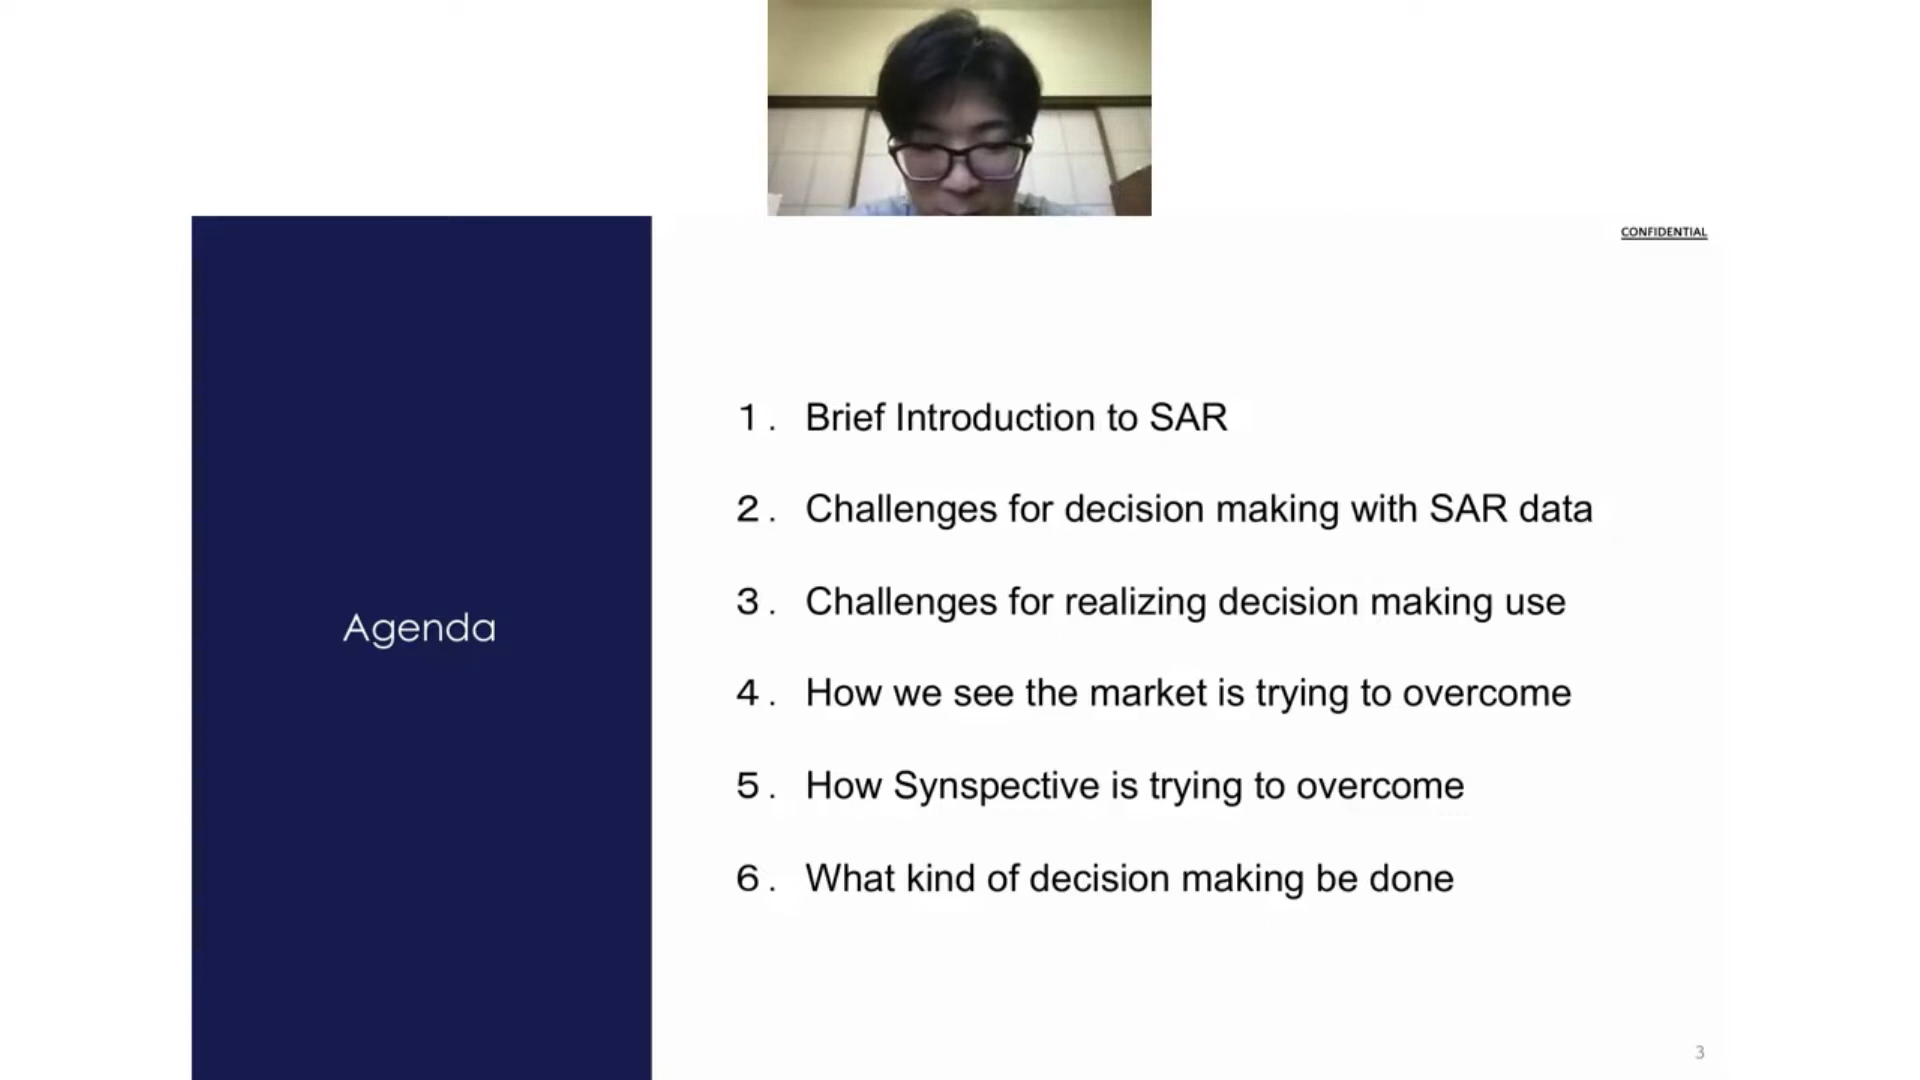 CONFIDENTIAL
Agenda
1. Brief Introduction to SAR
2. Challenges for decision making with SAR data
3. Challenges for realizing decision making use
4. How we see the market is trying to overcome
5. How Synspective is trying to overcome
6. What kind of decision making be done
3